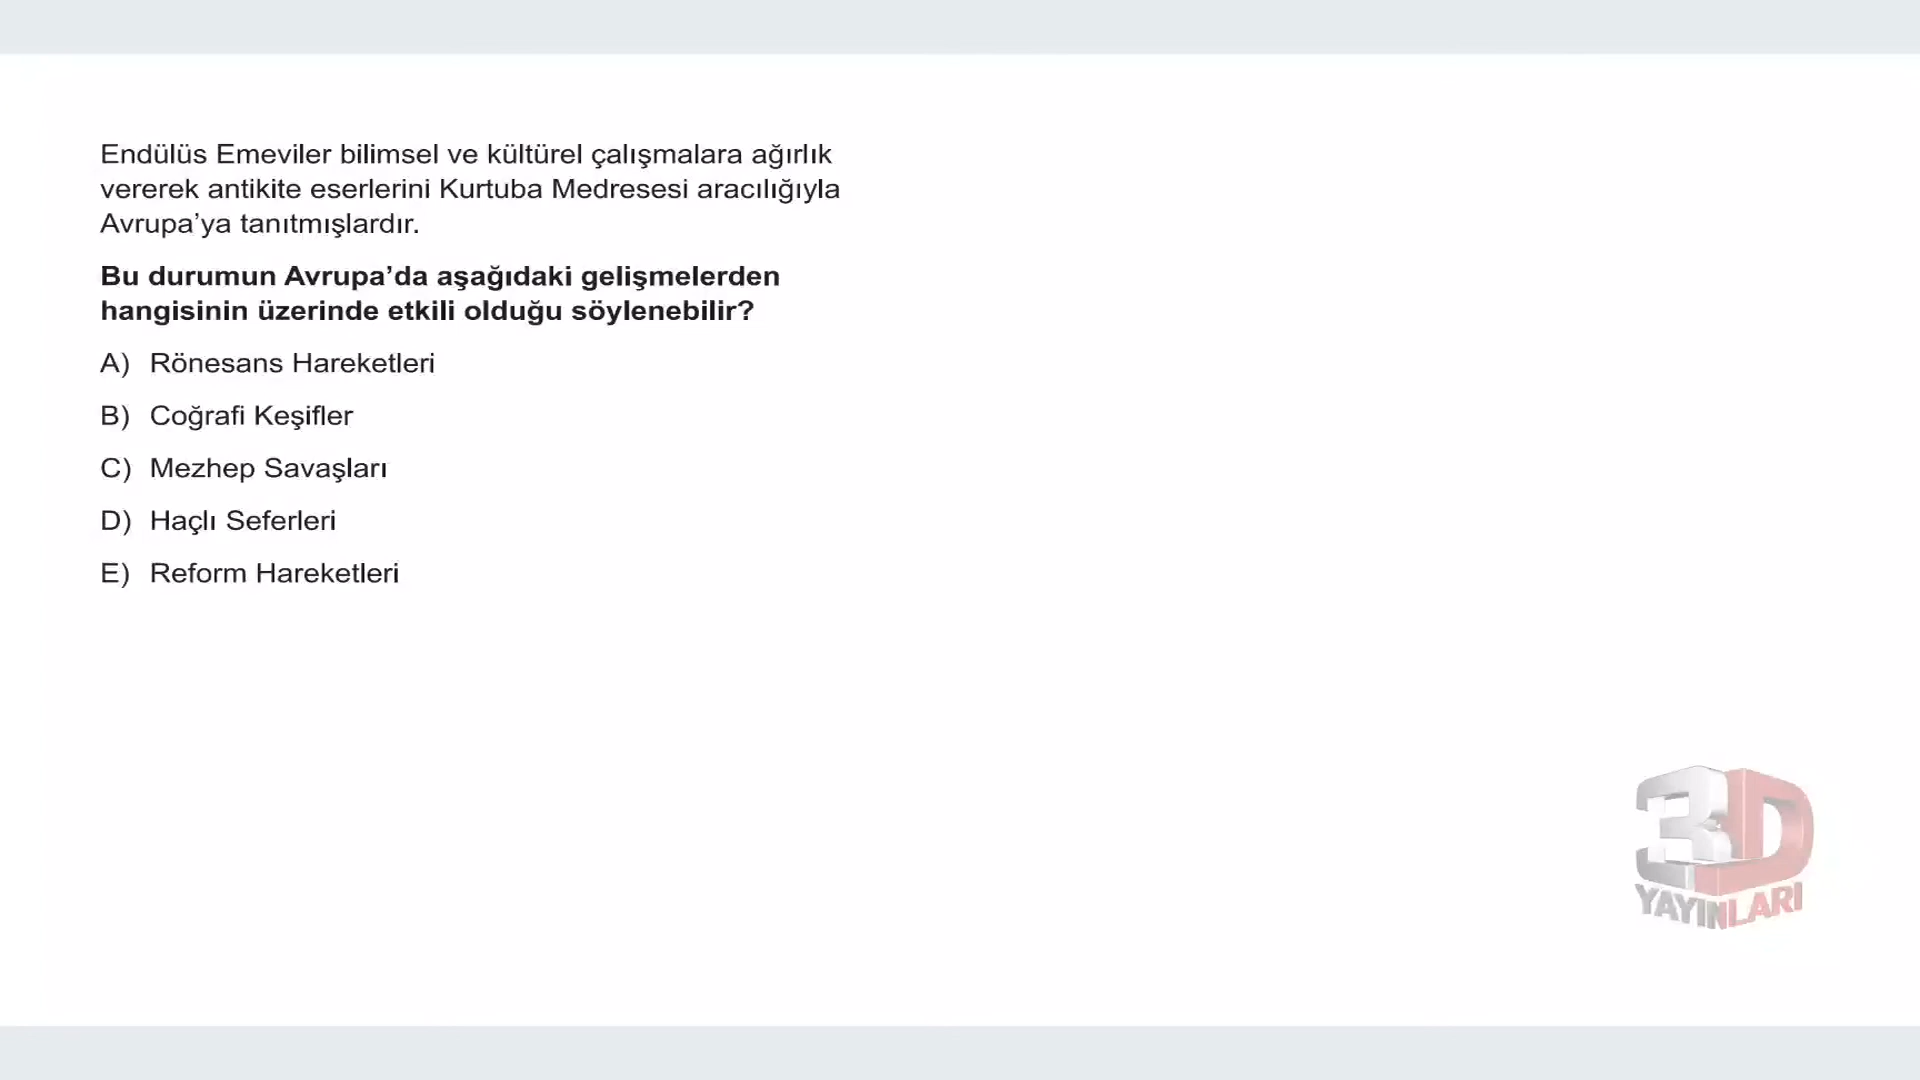 Endülüs Emeviler bilimsel ve kültürel çalışmalara ağırlık
vererek antikite eserlerini Kurtuba Medresesi aracılığıyla
Avrupa’ya tanıtmışlardır.
Bu durumun Avrupa’da aşağıdaki gelişmelerden
hangisinin üzerinde etkili olduğu söylenebilir?
A) Rönesans Hareketleri
B) Coğrafi Keşifler
C) Mezhep Savaşları
D) Haçlı Seferleri
E) Reform Hareketleri
3D
YAYINLARI